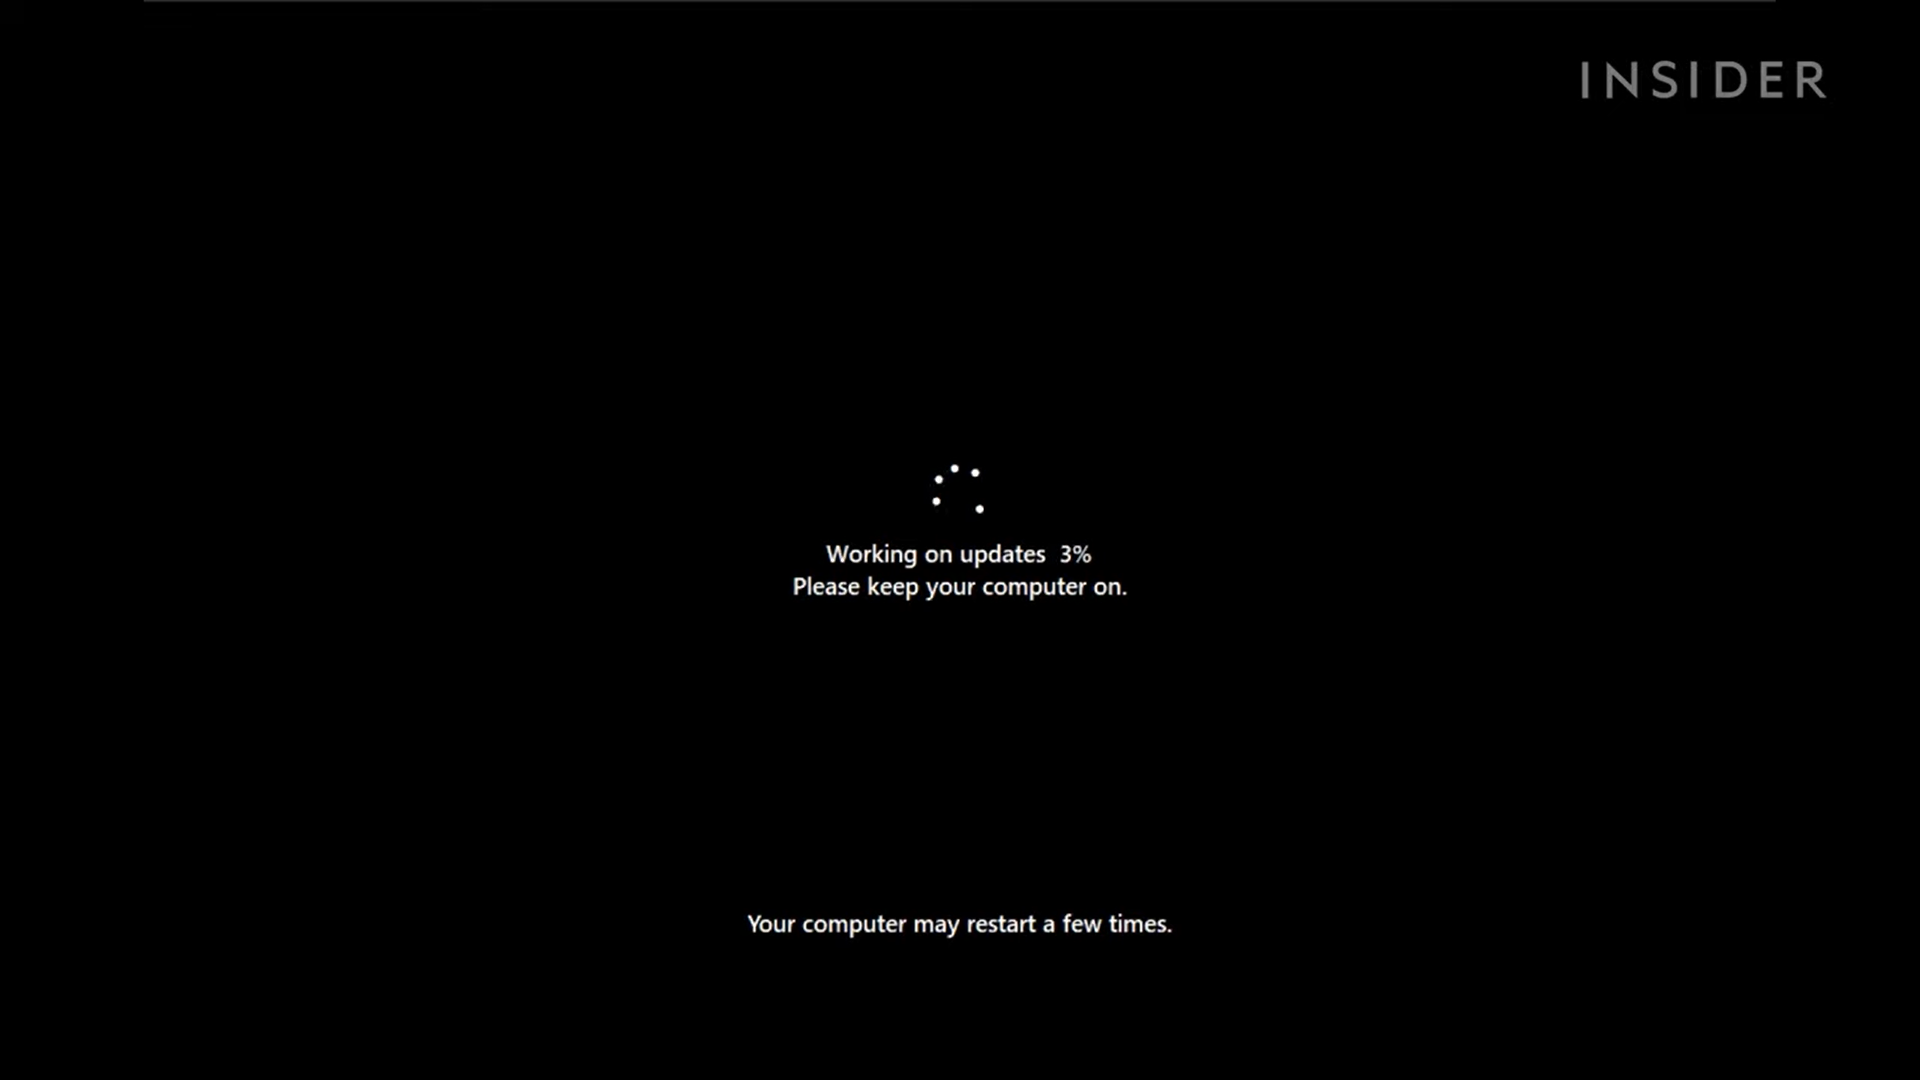 INSIDER
Working on updates 3%
Please keep your computer on.
Your computer may restart a few times.